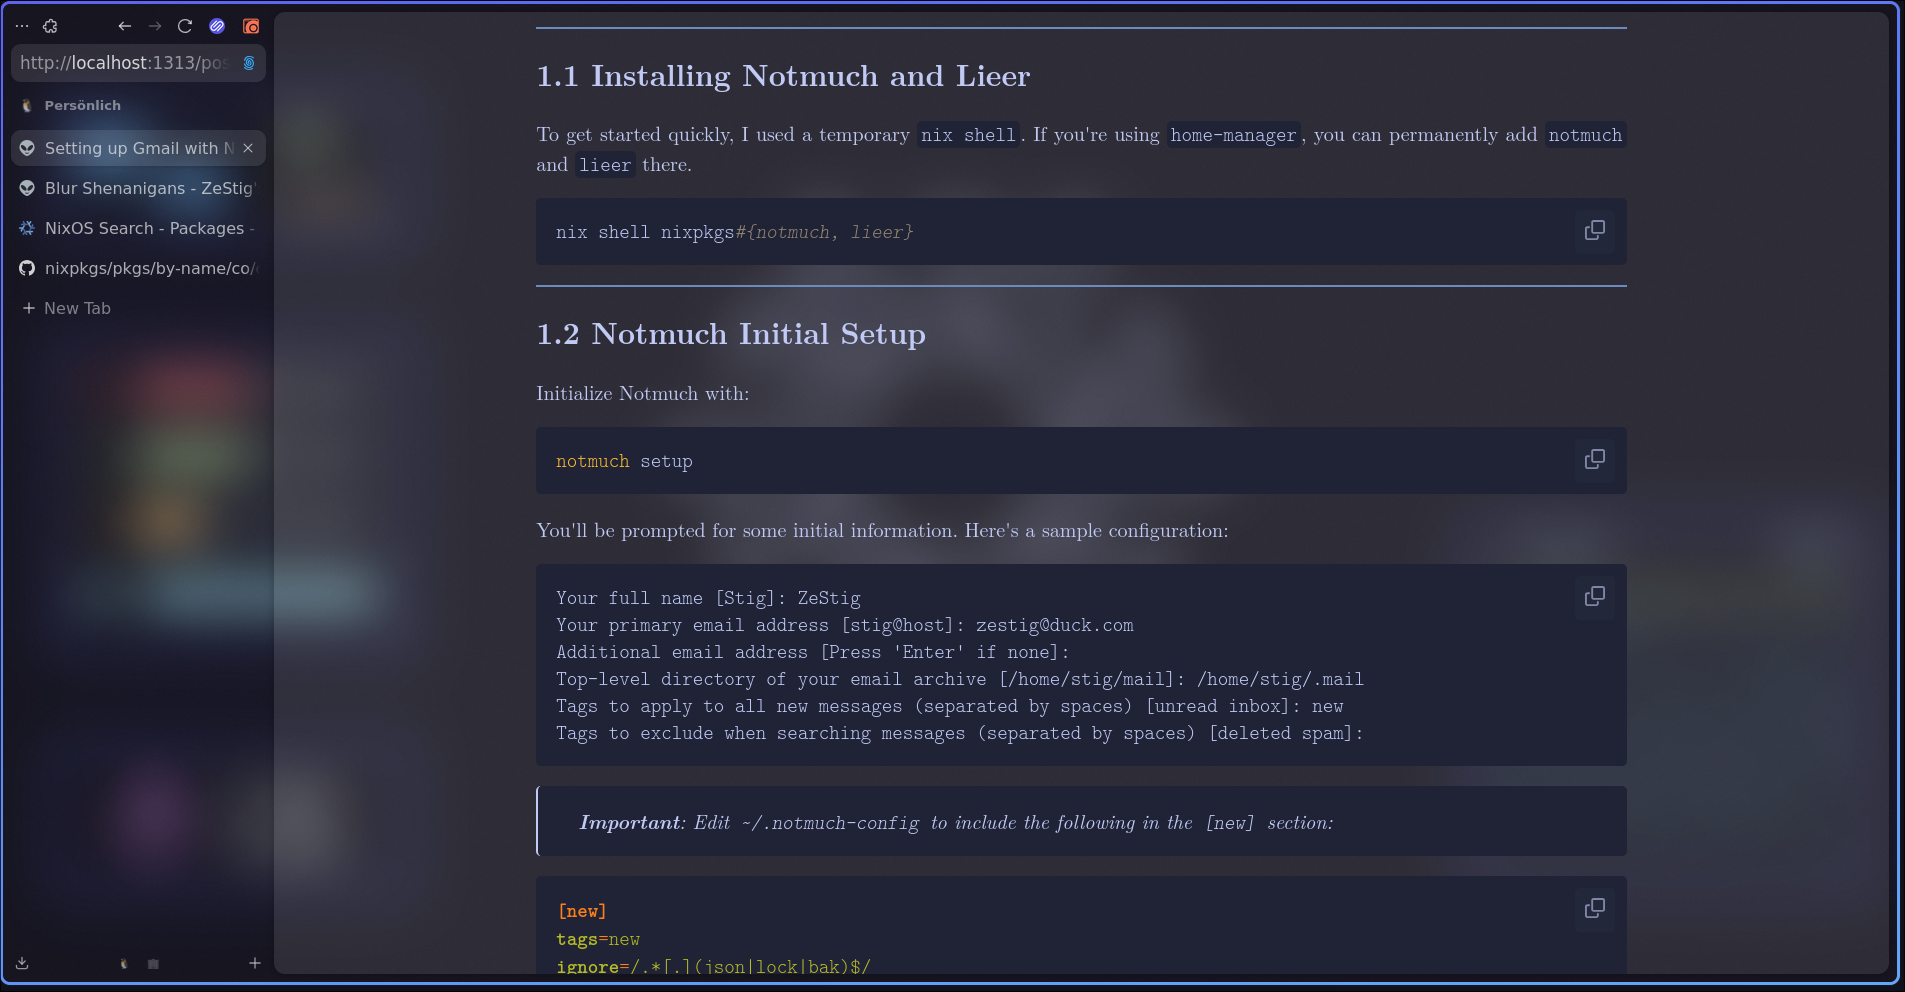 http://localhost:1313/pos
Persönlich
Setting up Gmail with N
Blur Shenanigans - ZeStig'
NixOS Search - Packages -
nixpkgs/pkgs/by-name/co/
New Tab
1.1 Installing Notmuch and Lieer
To get started quickly, I used a temporary nix shell. If you're using home-manager, you can permanently add notmuch
and lieer there.
nix shell nixpkgs#{notmuch, lieer}
1.2 Notmuch Initial Setup
Initialize Notmuch with:
notmuch setup
You'll be prompted for some initial information. Here's a sample configuration:
Your full name [Stig]: ZeStig
Your primary email address [stig@host]: zestig@duck.com
Additional email address [Press 'Enter' if none]:
Top-level directory of your email archive [/home/stig/mail]: /home/stig/.mail
Tags to apply to all new messages (separated by spaces) [unread inbox]: new
Tags to exclude when searching messages (separated by spaces) [deleted spam]:
Important: Edit ~/.notmuch-config to include the following in the [new] section:
[new]
tags=new
ignore=/.*[.](json|lock|bak)$/